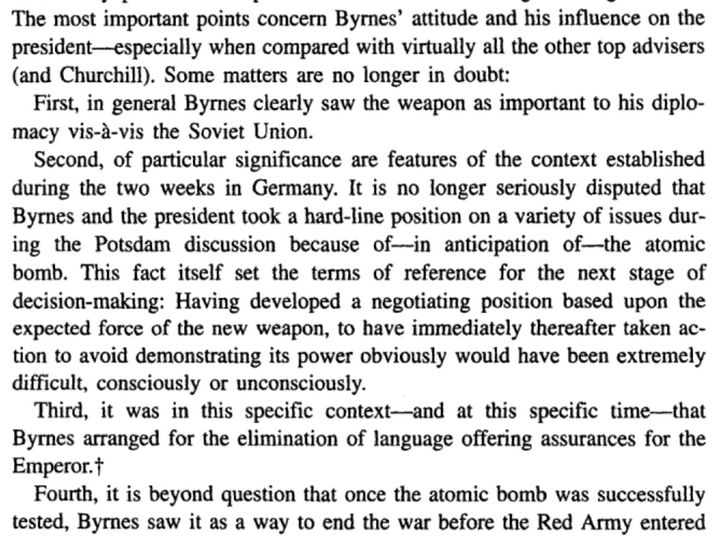 The most important points concern Byrnes’ attitude and his influence on the
president—especially when compared with virtually all the other top advisers
(and Churchill). Some matters are no longer in doubt:
First, in general Byrnes clearly saw the weapon as important to his diplo-
macy vis-à-vis the Soviet Union.
Second, of particular significance are features of the context established
during the two weeks in Germany. It is no longer seriously disputed that
Byrnes and the president took a hard-line position on a variety of issues dur-
ing the Potsdam discussion because of—in anticipation of—the atomic
bomb. This fact itself set the terms of reference for the next stage of
decision-making: Having developed a negotiating position based upon the
expected force of the new weapon, to have immediately thereafter taken ac-
tion to avoid demonstrating its power obviously would have been extremely
difficult, consciously or unconsciously.
Third, it was in this specific context—and at this specific time—that
Byrnes arranged for the elimination of language offering assurances for the
Emperor.†
Fourth, it is beyond question that once the atomic bomb was successfully
tested, Byrnes saw it as a way to end the war before the Red Army entered